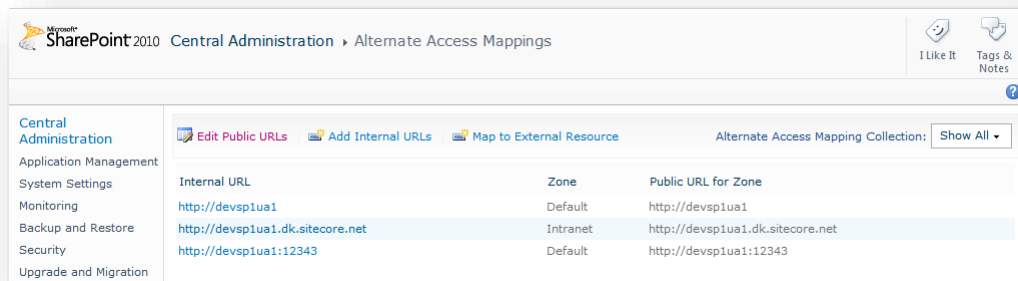 Microsoft
SharePoint 2010 Central Administration ▸ Alternate Access Mappings
I Like It
Tags & Notes
Central Administration
Application Management
System Settings
Monitoring
Backup and Restore
Security
Upgrade and Migration
Edit Public URLs Add Internal URLs Map to External Resource Alternate Access Mapping Collection: Show All
Internal URL Zone Public URL for Zone
http://devsp1ua1 Default http://devsp1ua1
http://devsp1ua1.dk.sitecore.net Intranet http://devsp1ua1.dk.sitecore.net
http://devsp1ua1:12343 Default http://devsp1ua1:12343